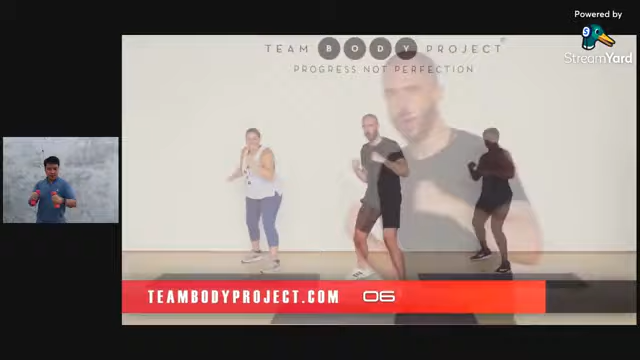 Powered by
S
StreamYard
TEAM BODY PROJECT
PROGRESS NOT PERFECTION
TEAMBODYPROJECT.COM 06